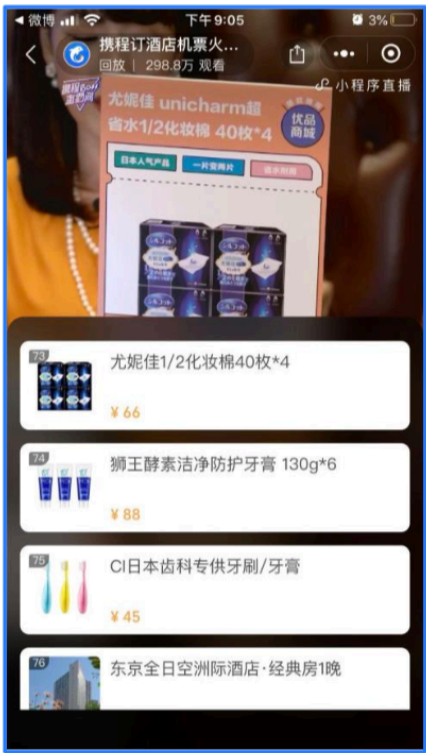 微博
下午9:05
3%
携程订酒店机票火...
回放 | 298.8万 观看
小程序直播
尤妮佳 unicharm超
省水1/2化妆棉 40枚*4
优品
商城
日本人气产品
一片变两片
省水耐用
73
尤妮佳1/2化妆棉40枚*4
¥66
74
狮王酵素洁净防护牙膏 130g*6
¥88
75
CI日本齿科专供牙刷/牙膏
¥45
76
东京全日空洲际酒店·经典房1晚